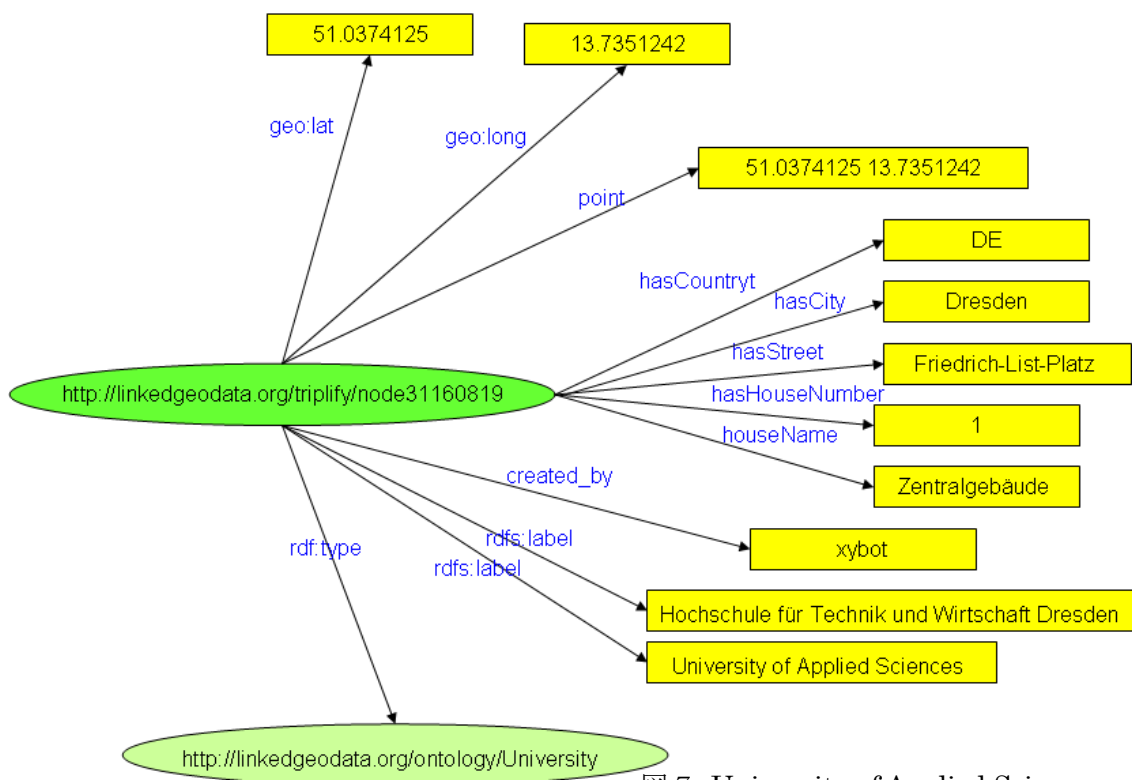 51.0374125
13.7351242
geo:lat
geo:long
51.0374125 13.7351242
point
DE
hasCountryt
hasCity
Dresden
hasStreet
Friedrich-List-Platz
http://linkedgeodata.org/triplify/node31160819
hasHouseNumber
1
houseName
Zentralgebäude
created_by
xybot
rdf:type
rdfs:label
rdfs:label
Hochschule für Technik und Wirtschaft Dresden
University of Applied Sciences
http://linkedgeodata.org/ontology/University
図 7 University of Applied Scien